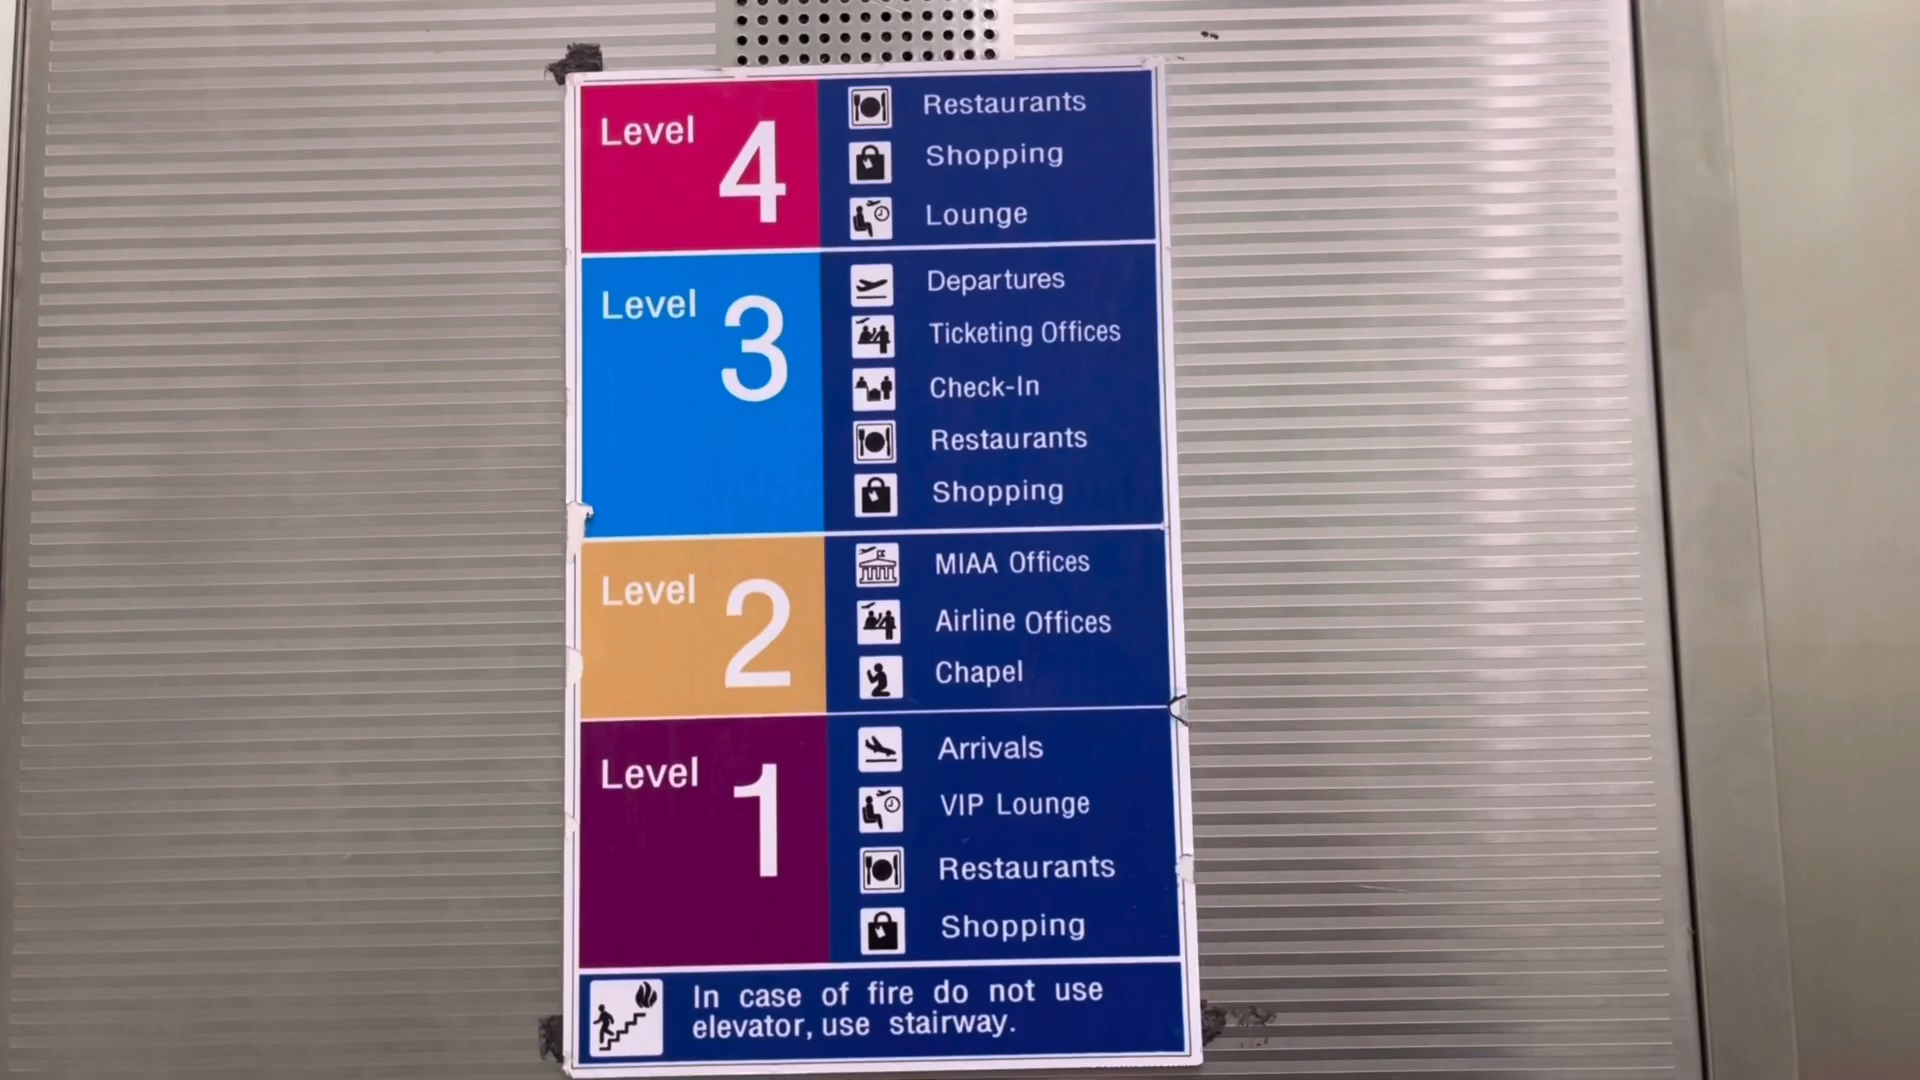 Level 4
Restaurants
Shopping
Lounge
Level 3
Departures
Ticketing Offices
Check-In
Restaurants
Shopping
Level 2
MIAA Offices
Airline Offices
Chapel
Level 1
Arrivals
VIP Lounge
Restaurants
Shopping
In case of fire do not use
elevator, use stairway.